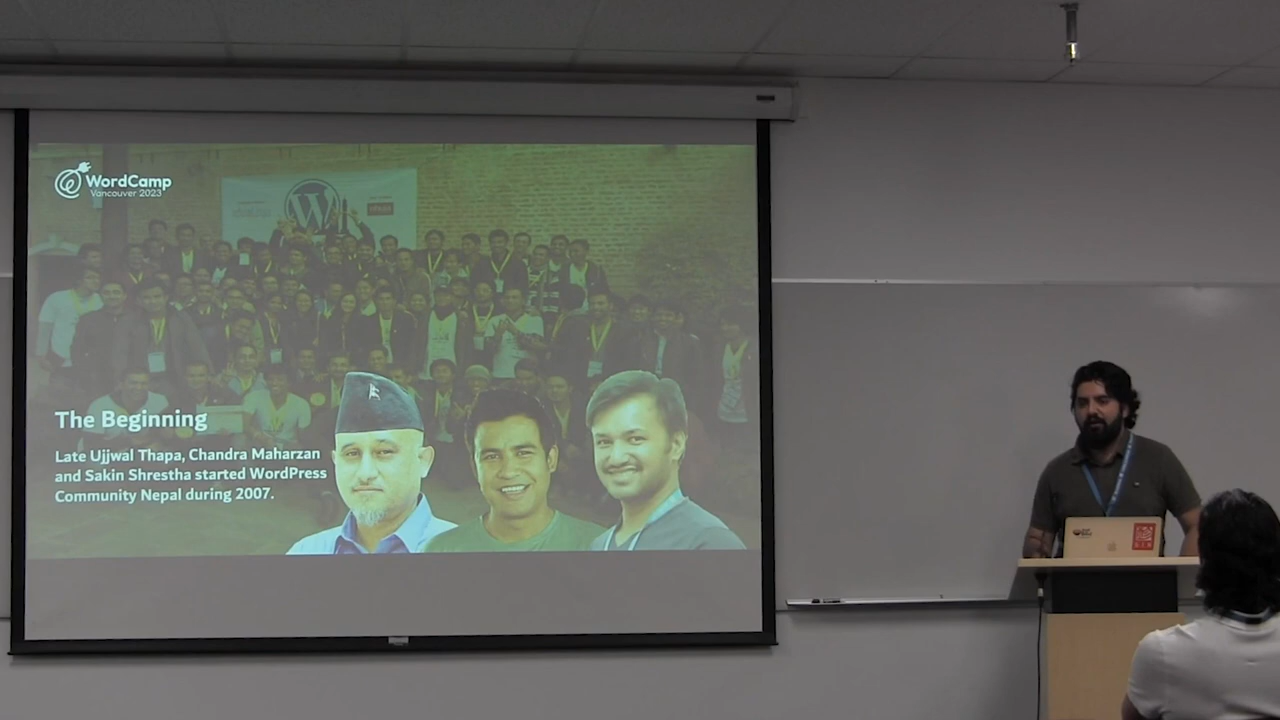 WordCamp
Vancouver 2023
The Beginning
Late Ujjwal Thapa, Chandra Maharzan
and Sakin Shrestha started WordPress
Community Nepal during 2007.